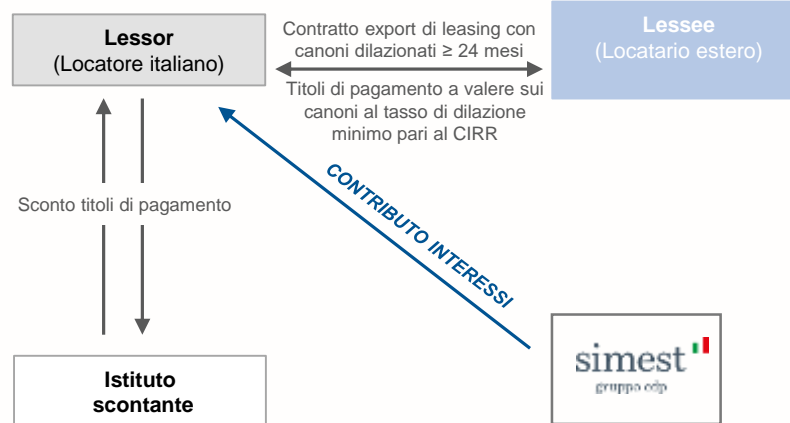 Lessor
(Locatore italiano)
Contratto export di leasing con
canoni dilazionati ≥ 24 mesi
Lessee
(Locatario estero)
Titoli di pagamento a valere sui
canoni al tasso di dilazione
minimo pari al CIRR
CONTRIBUTO INTERESSI
Sconto titoli di pagamento
Istituto
scontante
simest
gruppo cdp